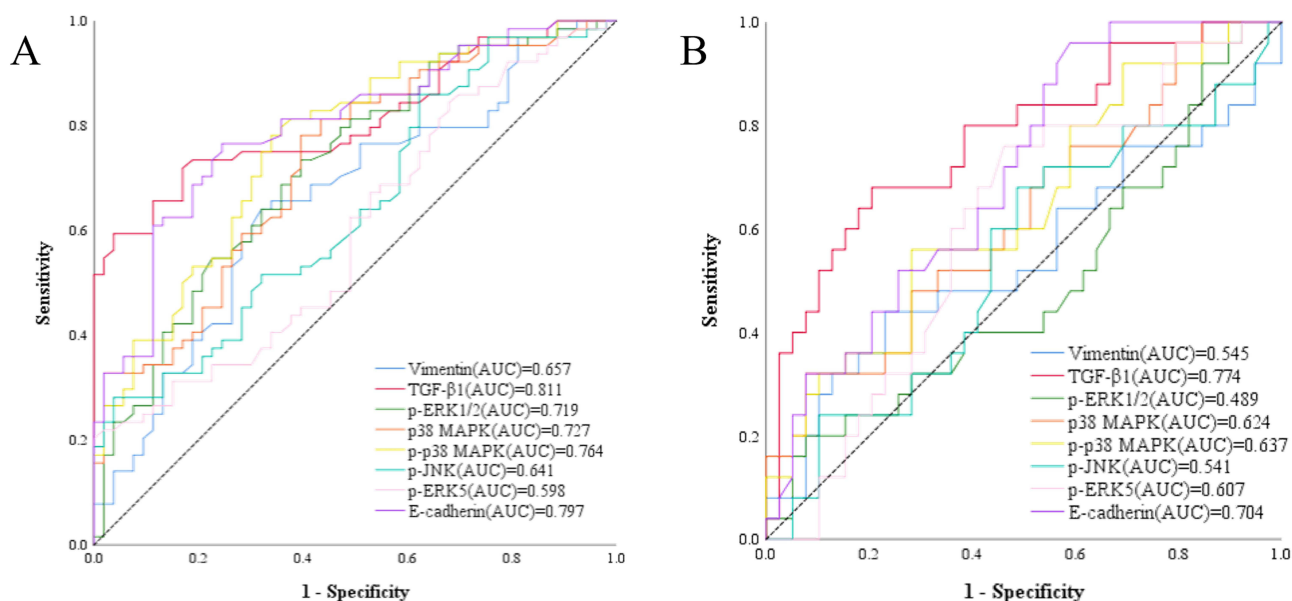 A
1.0
0.8
0.6
0.4
0.2
0.0
Sensitivity
Vimentin(AUC)=0.657
TGF-β1(AUC)=0.811
p-ERK1/2(AUC)=0.719
p38 MAPK(AUC)=0.727
p-p38 MAPK(AUC)=0.764
p-JNK(AUC)=0.641
p-ERK5(AUC)=0.598
E-cadherin(AUC)=0.797
0.0 0.2 0.4 0.6 0.8 1.0
1 - Specificity
B
1.0
0.8
0.6
0.4
0.2
0.0
Sensitivity
Vimentin(AUC)=0.545
TGF-β1(AUC)=0.774
p-ERK1/2(AUC)=0.489
p38 MAPK(AUC)=0.624
p-p38 MAPK(AUC)=0.637
p-JNK(AUC)=0.541
p-ERK5(AUC)=0.607
E-cadherin(AUC)=0.704
0.0 0.2 0.4 0.6 0.8 1.0
1 - Specificity